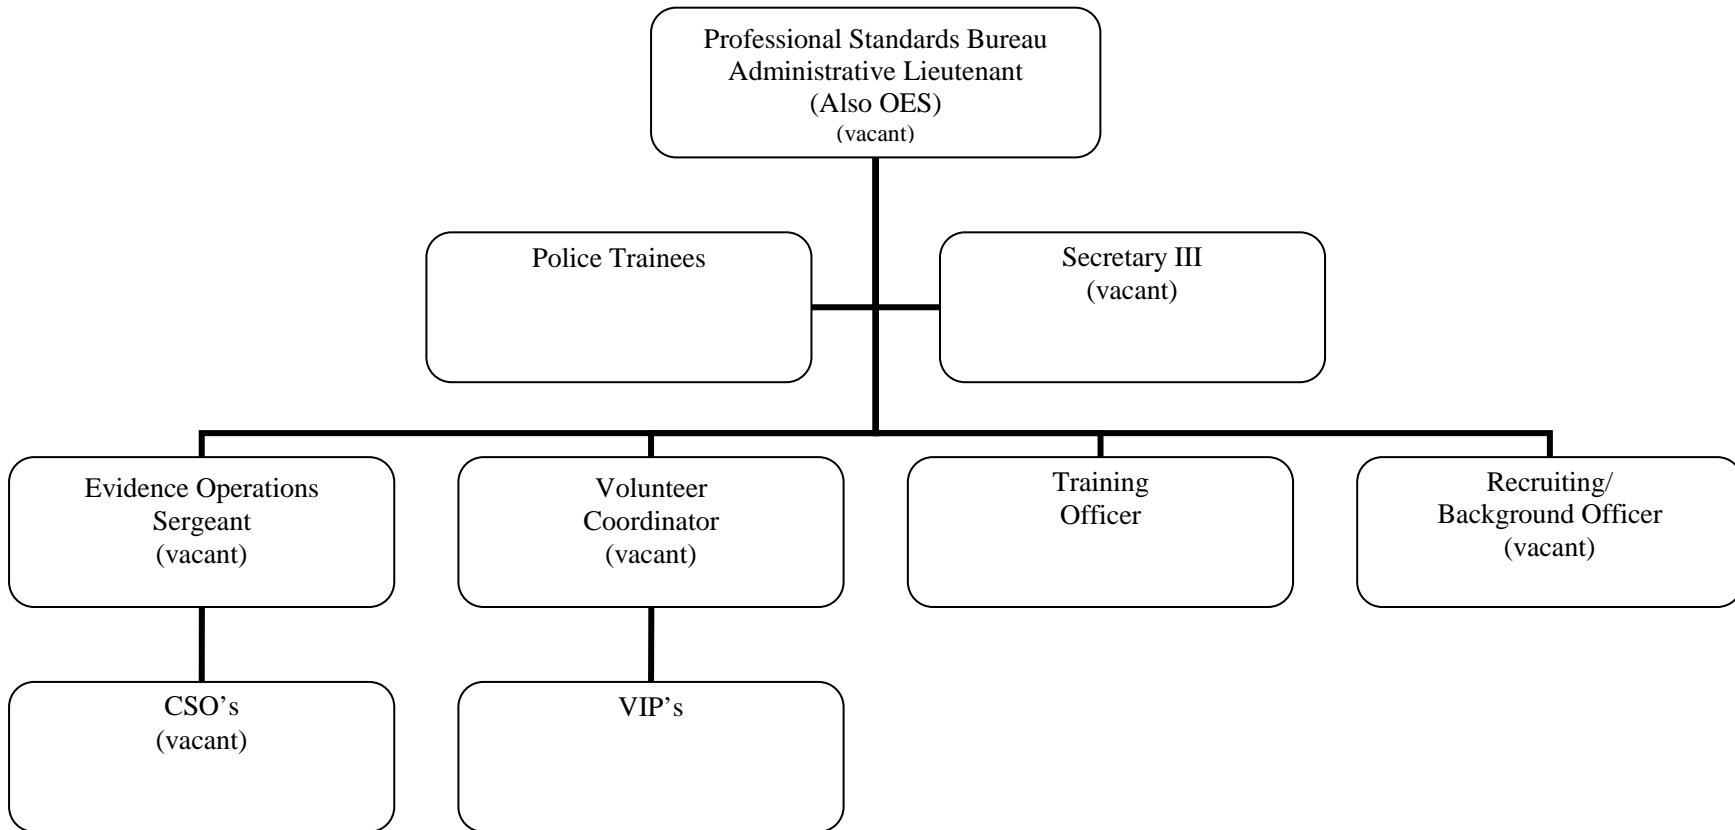 Professional Standards Bureau
Administrative Lieutenant
(Also OES)
(vacant)
Police Trainees
Secretary III
(vacant)
Evidence Operations
Sergeant
(vacant)
Volunteer
Coordinator
(vacant)
Training
Officer
Recruiting/
Background Officer
(vacant)
CSO’s
(vacant)
VIP’s